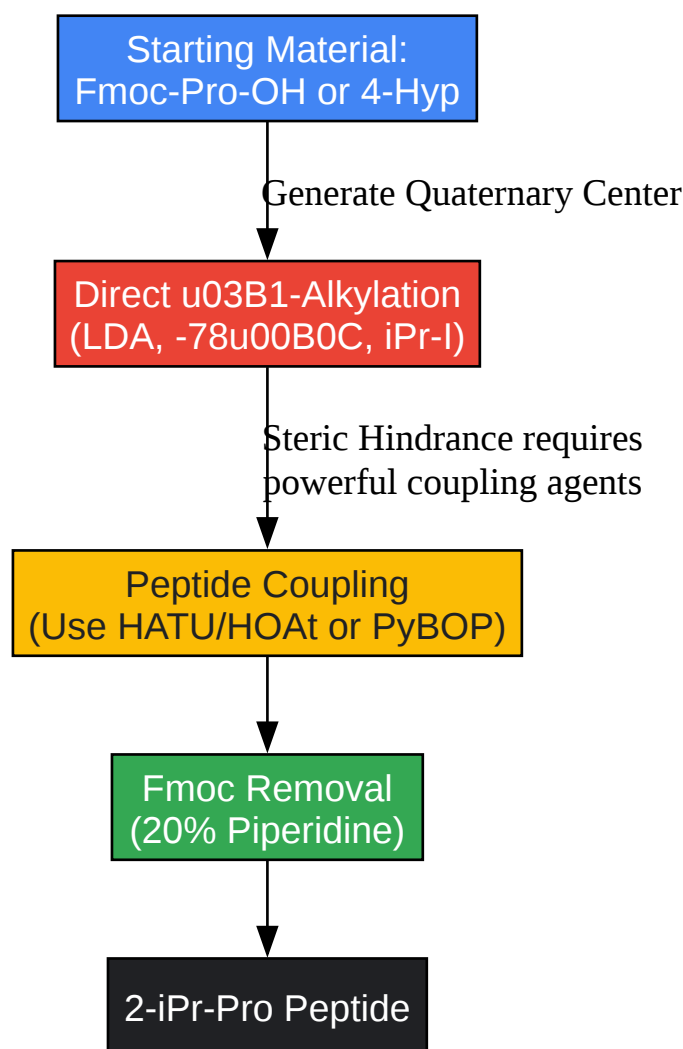 Starting Material:
Fmoc-Pro-OH or 4-Hyp
Generate Quaternary Center
Direct u03B1-Alkylation
(LDA, -78u00B0C, iPr-I)
Steric Hindrance requires
powerful coupling agents
Peptide Coupling
(Use HATU/HOAt or PyBOP)
Fmoc Removal
(20% Piperidine)
2-iPr-Pro Peptide